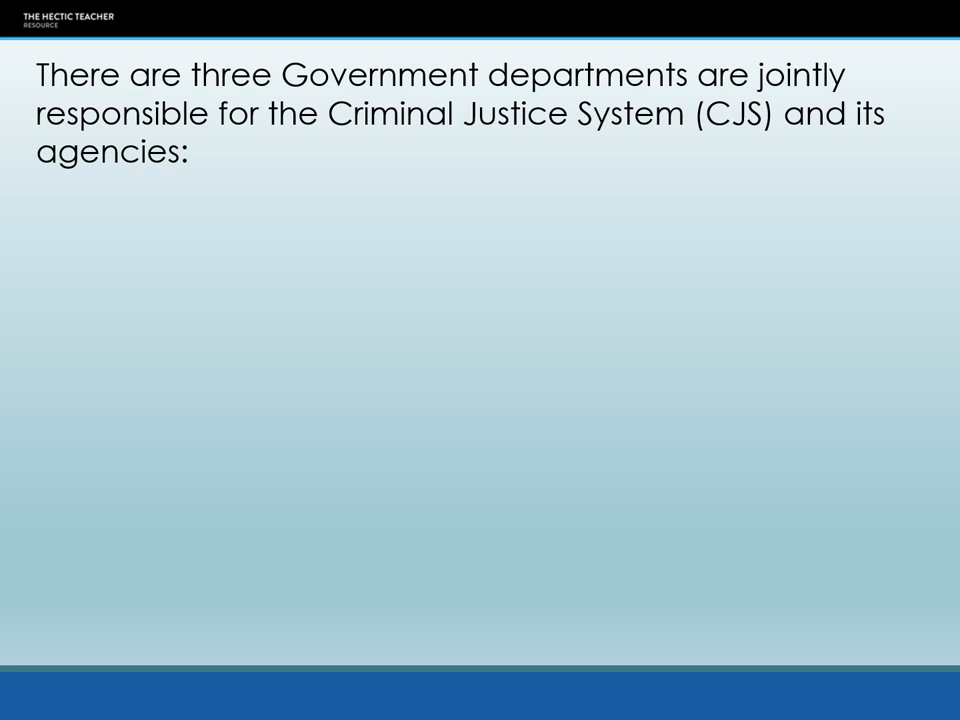 THE HECTIC TEACHER
RESOURCE
There are three Government departments are jointly
responsible for the Criminal Justice System (CJS) and its
agencies: